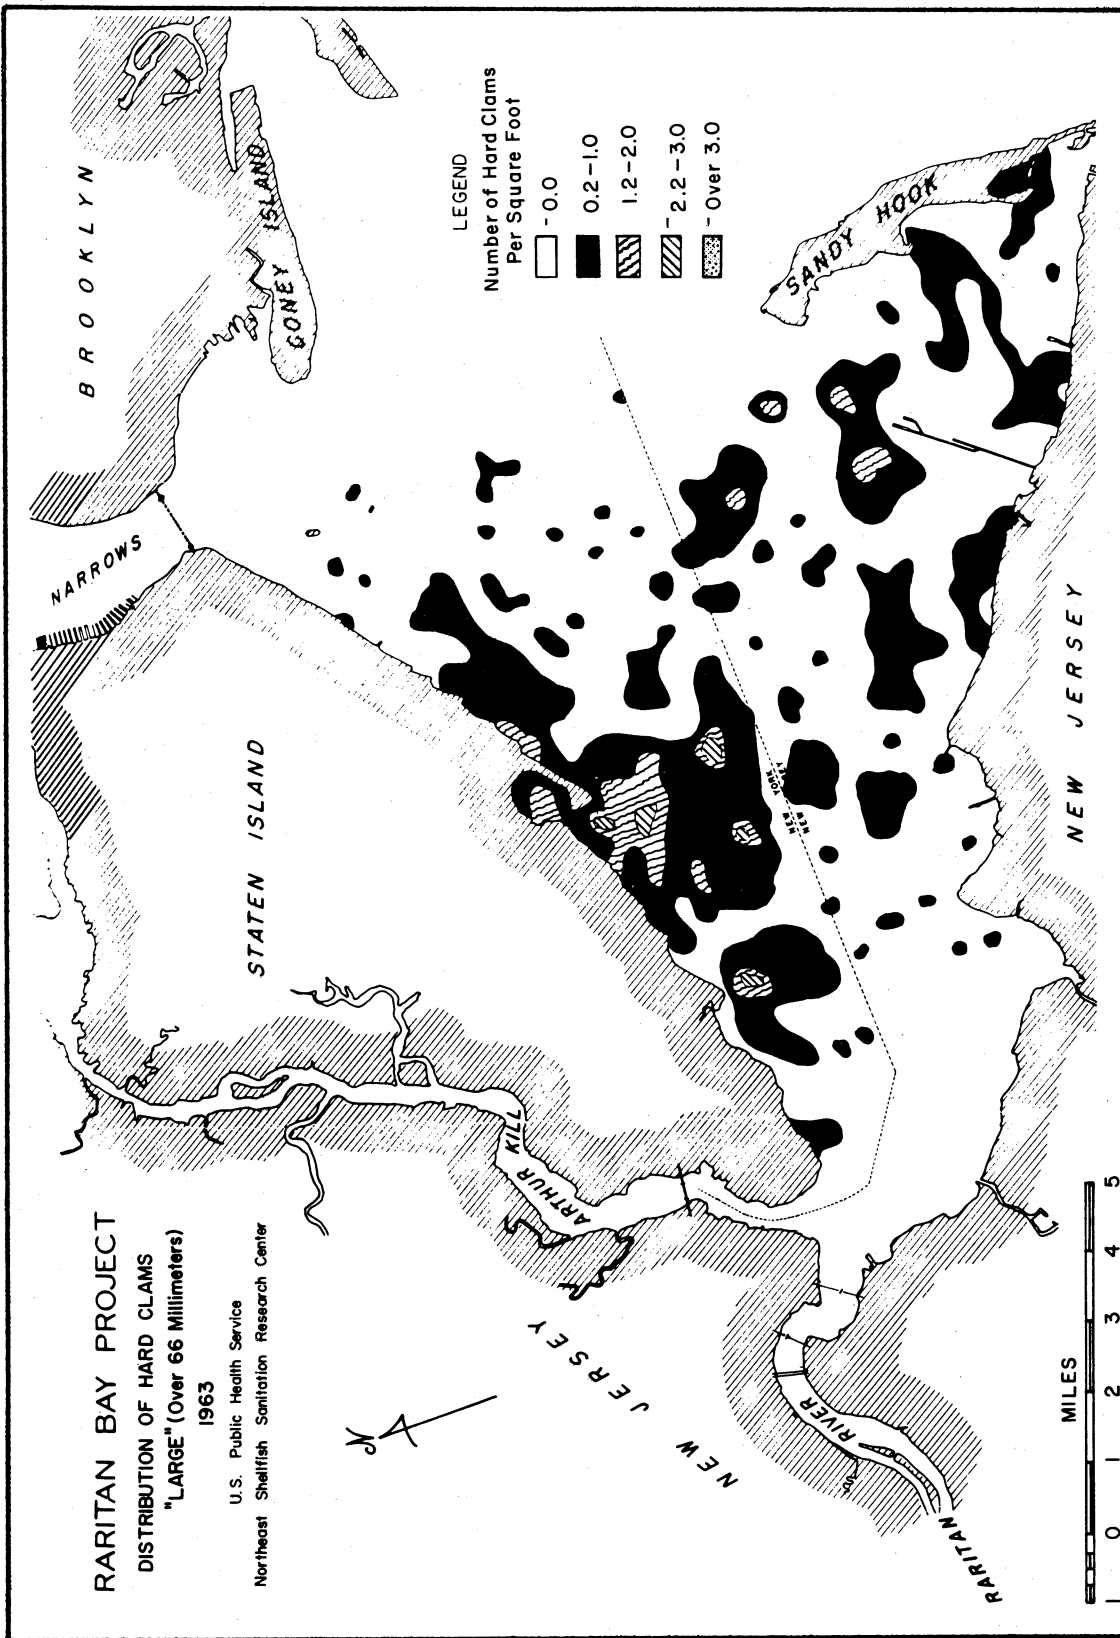 RARITAN BAY PROJECT
DISTRIBUTION OF HARD CLAMS
"LARGE" (Over 66 Millimeters)
1963
U.S. Public Health Service
Northeast Shellfish Sanitation Research Center
BROOKLYN
CONEY ISLAND
NARROWS
STATEN ISLAND
LEGEND
Number of Hard Clams
Per Square Foot
- 0.0
0.2-1.0
1.2-2.0
- 2.2-3.0
- Over 3.0
SANDY HOOK
NEW YORK
NEW JERSEY
NEW JERSEY
ARTHUR KILL
N
NEW JERSEY
RARITAN RIVER
MILES
1 0 1 2 3 4 5